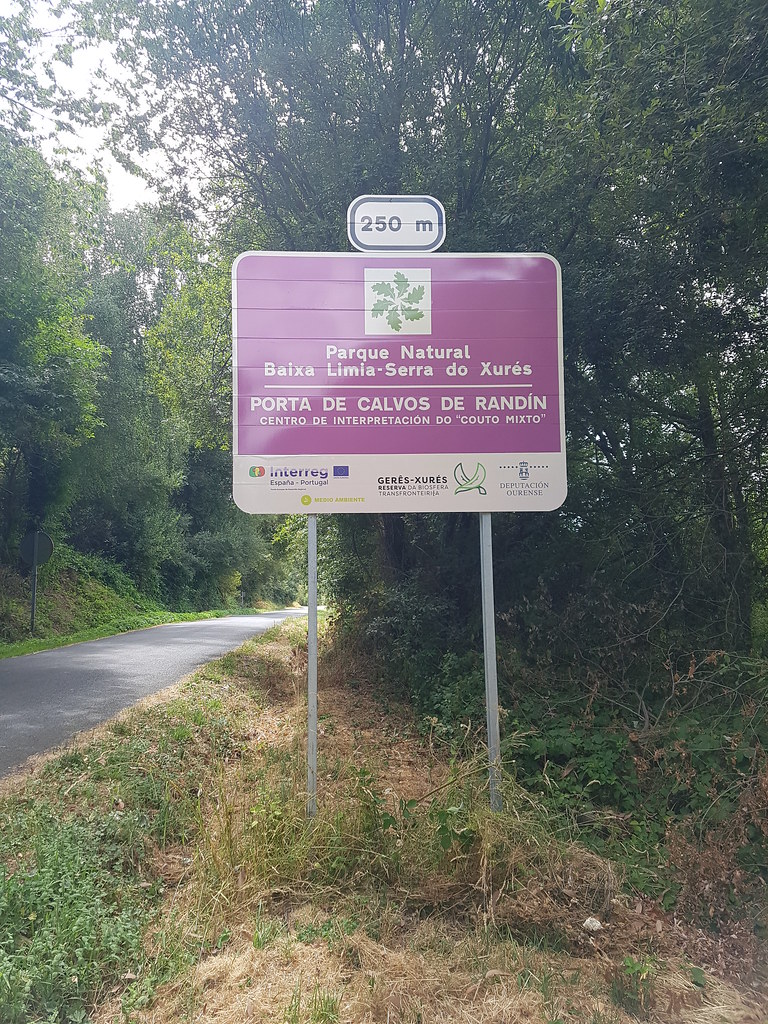 250 m
Parque Natural
Baixa Limia-Serra do Xurés
PORTA DE CALVOS DE RANDÍN
CENTRO DE INTERPRETACIÓN DO "COUTO MIXTO"
Interreg
España - Portugal
MEDIO AMBIENTE
GERÊS-XURÉS
RESERVA DA BIOSFERA
TRANSFRONTEIRIÇA
DEPUTACIÓN
OURENSE